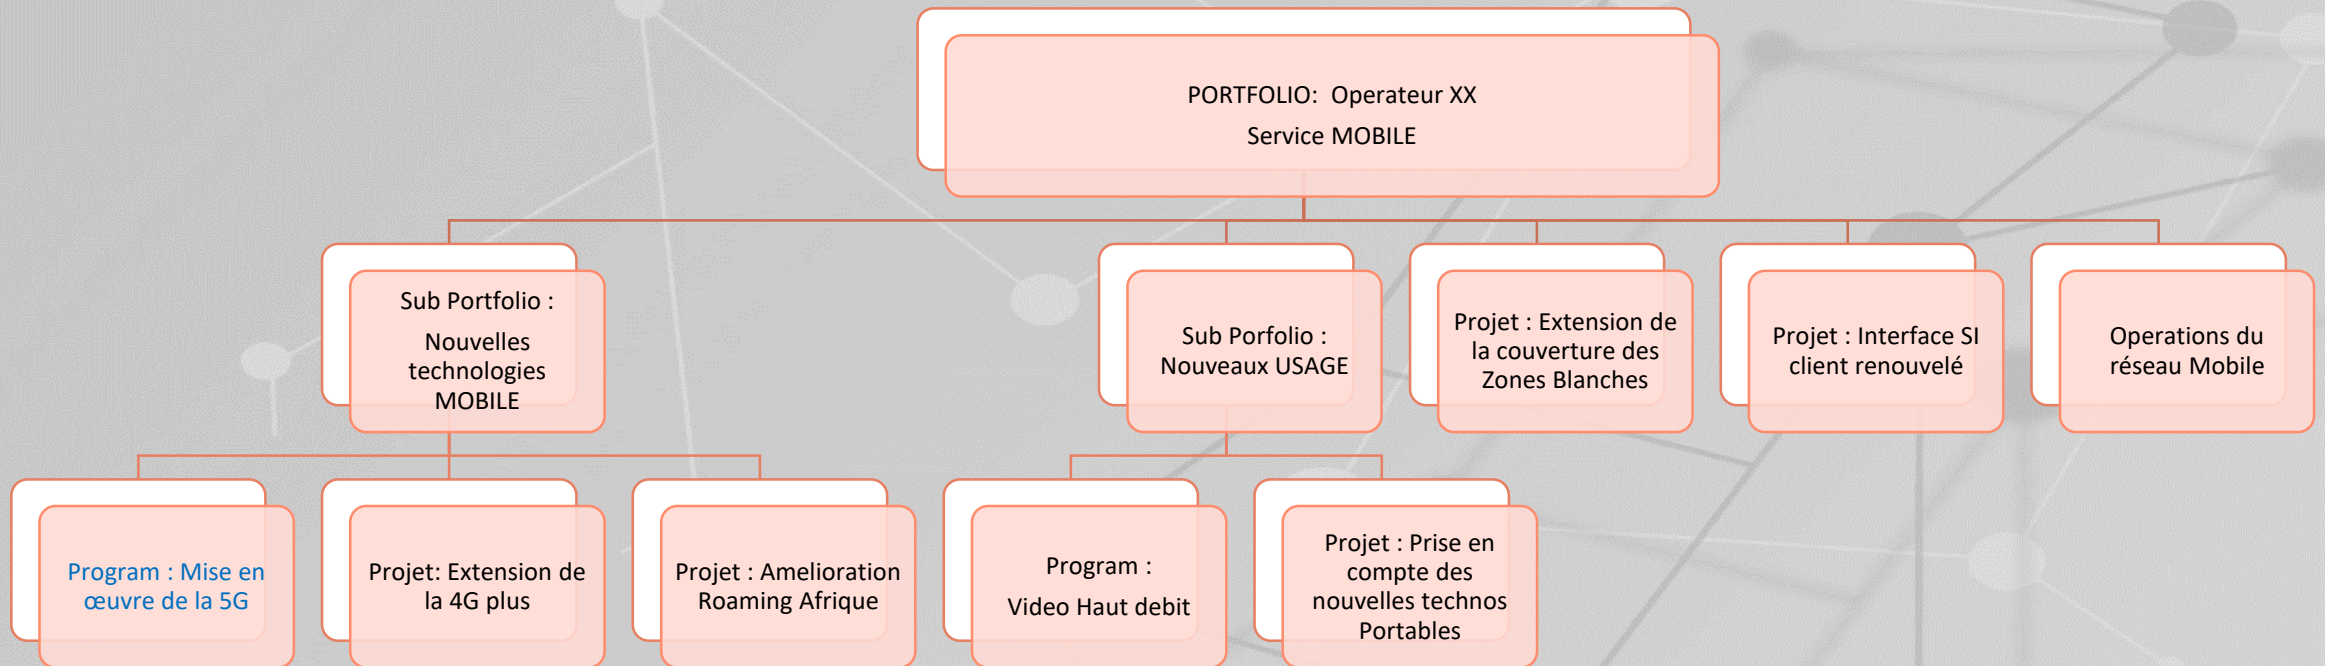 PORTFOLIO: Operateur XX
Service MOBILE
Sub Portfolio :
Nouvelles
technologies
MOBILE
Sub Porfolio :
Nouveaux USAGE
Projet : Extension de
la couverture des
Zones Blanches
Projet : Interface SI
client renouvelé
Operations du
réseau Mobile
Program : Mise en
œuvre de la 5G
Projet: Extension de
la 4G plus
Projet : Amelioration
Roaming Afrique
Program :
Video Haut debit
Projet : Prise en
compte des
nouvelles technos
Portables